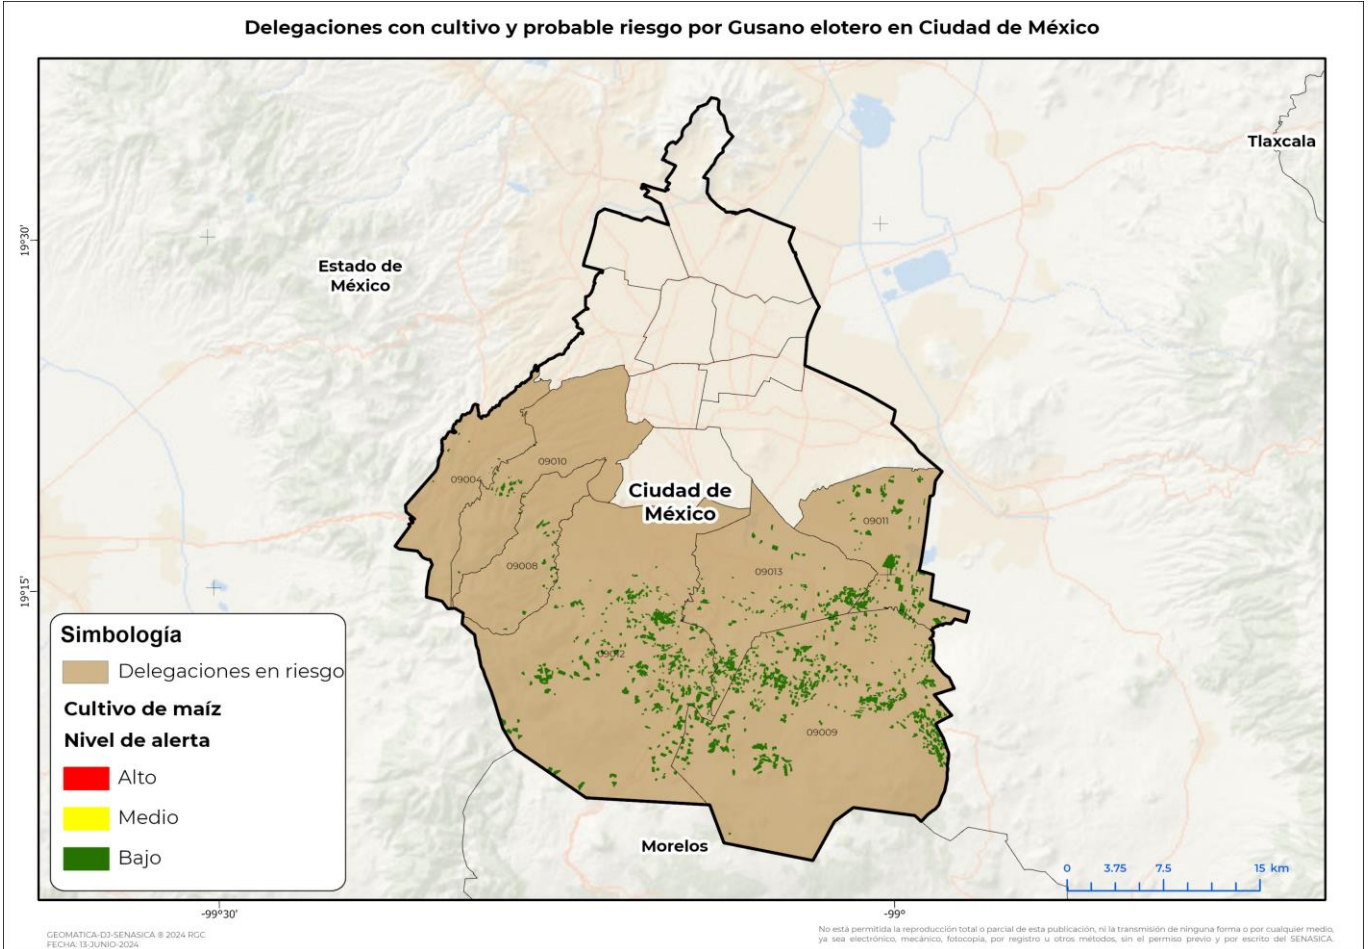 Delegaciones con cultivo y probable riesgo por Gusano elotero en Ciudad de México
Tlaxcala
19°30'
Estado de
México
09010
09004
Ciudad de
México
09011
09008
09013
19°15'
Simbología
Delegaciones en riesgo
Cultivo de maíz
Nivel de alerta
Alto
Medio
Bajo
09012
09009
Morelos
0 3.75 7.5 15 km
-99°30'
-99°
GEOMATICA-DJ-SENASICA ® 2024 RGC
FECHA: 13-JUNIO-2024
No está permitida la reproducción total o parcial de esta publicación, ni la transmisión de ninguna forma o por cualquier medio,
ya sea electrónico, mecánico, fotocopia, por registro u otros métodos, sin el permiso previo y por escrito del SENASICA.